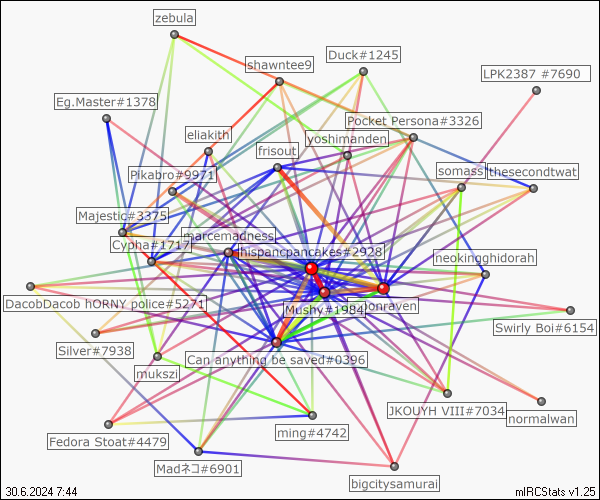 zebula
Duck#1245
shawntee9
LPK2387 #7690
Eg.Master#1378
Pocket Persona#3326
eliakith
yoshimanden
frisout
Pikabro#9971
somass
thesecondtwat
Majestic#3375
marcemadness
Cypha#1717
hispancpancakes#2928
neokingghidorah
DacobDacob hORNY police#5271
Mushy#1984
onraven
Swirly Boi#6154
Silver#7938
Can anything be saved#0396
mukszi
JKOUYH VIII#7034
normalwan
Fedora Stoat#4479
ming#4742
Madネコ#6901
bigcitysamurai
30.6.2024 7:44
mIRCStats v1.25